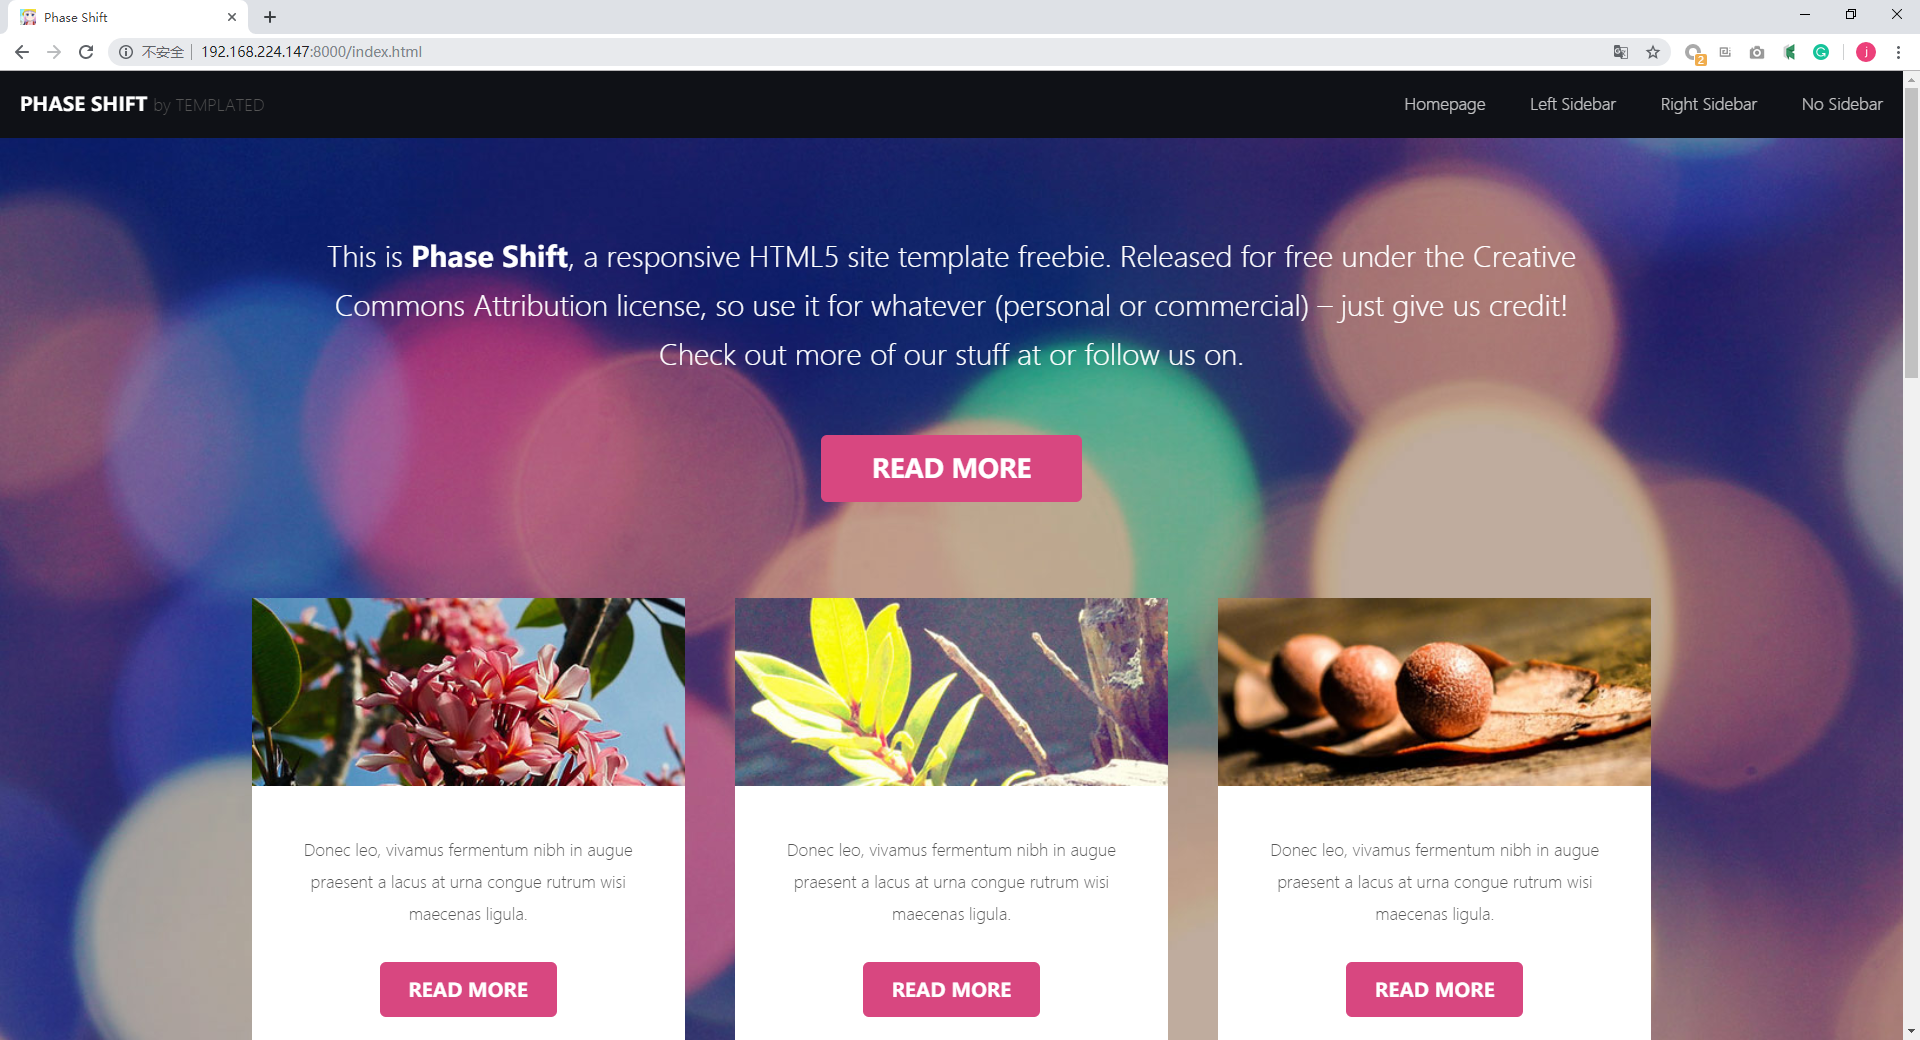 Phase Shift
不安全 192.168.224.147:8000/index.html
2
j
PHASE SHIFT by TEMPLATED
Homepage Left Sidebar Right Sidebar No Sidebar
This is Phase Shift, a responsive HTML5 site template freebie. Released for free under the Creative
Commons Attribution license, so use it for whatever (personal or commercial) – just give us credit!
Check out more of our stuff at or follow us on.
READ MORE
Donec leo, vivamus fermentum nibh in augue
praesent a lacus at urna congue rutrum wisi
maecenas ligula.
READ MORE
Donec leo, vivamus fermentum nibh in augue
praesent a lacus at urna congue rutrum wisi
maecenas ligula.
READ MORE
Donec leo, vivamus fermentum nibh in augue
praesent a lacus at urna congue rutrum wisi
maecenas ligula.
READ MORE